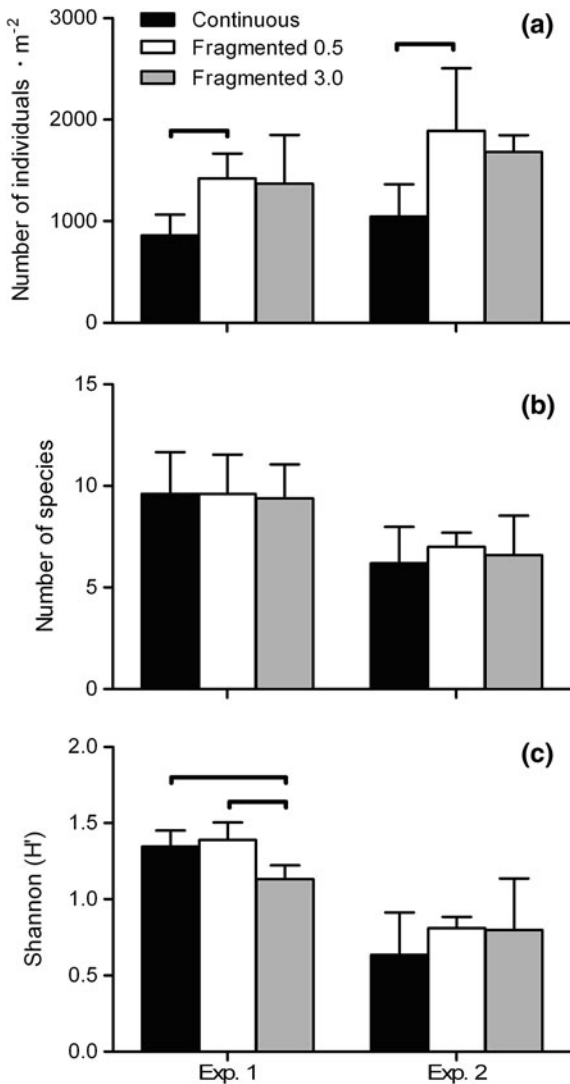 3000
2000
1000
0
Number of individuals · m-2
Continuous
Fragmented 0.5
Fragmented 3.0
(a)
15
10
5
0
Number of species
(b)
2.0
1.5
1.0
0.5
0.0
Shannon (H')
(c)
Exp. 1
Exp. 2